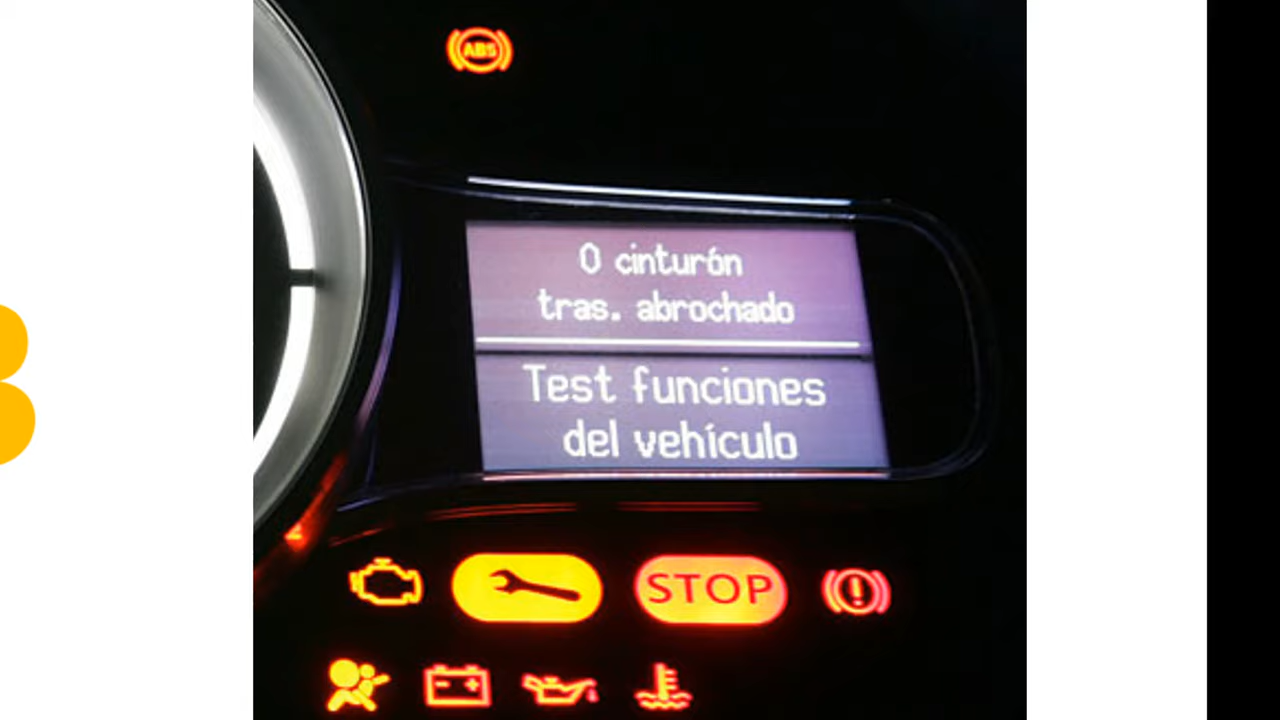 ABS
0 cinturón
tras. abrochado
Test funciones
del vehículo
STOP